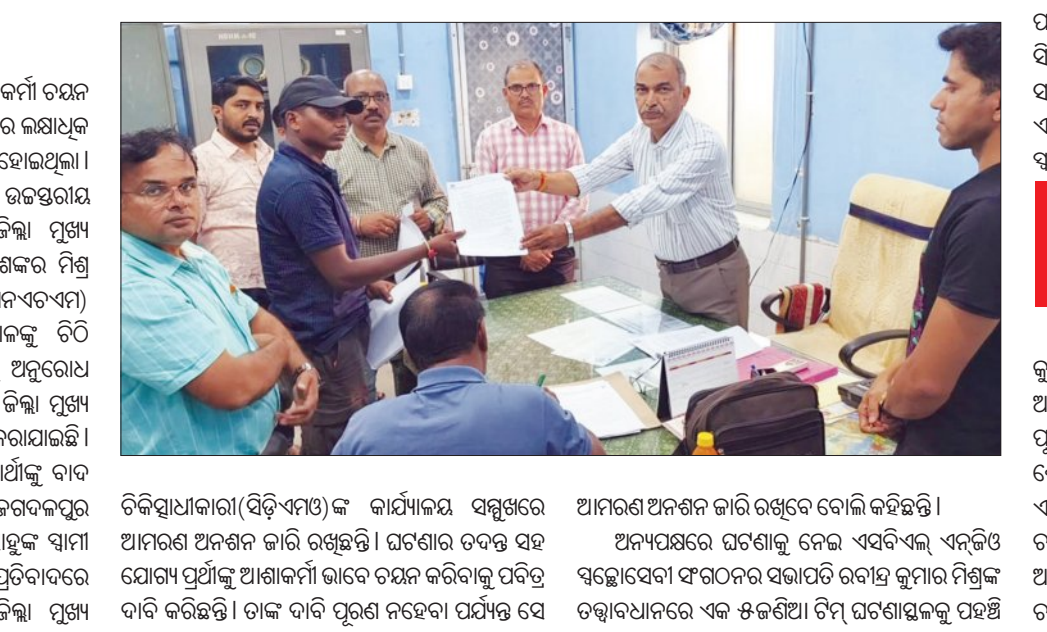 କର୍ମୀ ଚୟନ
ର ଲକ୍ଷାଧିକ
ହୋଇଥିଲା।
ଉଚ୍ଚସ୍ତରୀୟ
ଜିଲ୍ଲା ମୁଖ୍ୟ
ଶଙ୍କର ମିଶ୍ର
ନଏଚଏମ)
ଳଙ୍କୁ ଚିଠି
ଅନୁରୋଧ
ଜିଲ୍ଲା ମୁଖ୍ୟ
କରାଯାଇଛି।
ର୍ଥୀଙ୍କୁ ବାଦ
ଜଗଦଳପୁର
ାହୁଙ୍କ ସ୍ୱାମୀ
ପ୍ରତିବାଦରେ
ଜିଲ୍ଲା ମୁଖ୍ୟ
ଚିକିତ୍ସାଧୀକାରୀ(ସିଡ଼ିଏମଓ)ଙ୍କ କାର୍ଯ୍ୟାଳୟ ସମ୍ମୁଖରେ
ଆମରଣ ଅନଶନ ଜାରି ରଖିଛନ୍ତି। ଘଟଣାର ତଦନ୍ତ ସହ
ଯୋଗ୍ୟ ପ୍ରର୍ଥୀଙ୍କୁ ଆଶାକର୍ମୀ ଭାବେ ଚୟନ କରିବାକୁ ପବିତ୍ର
ଦାବି କରିଛନ୍ତି। ତାଙ୍କ ଦାବି ପୂରଣ ନହେବା ପର୍ଯ୍ୟନ୍ତ ସେ
ଆମରଣ ଅନଶନ ଜାରି ରଖିବେ ବୋଲି କହିଛନ୍ତି।
ଅନ୍ୟପକ୍ଷରେ ଘଟଣାକୁ ନେଇ ଏସବିଏଲ୍ ଏନ୍‌ଜିଓ
ସ୍ୱଚ୍ଛୋସେବୀ ସଂଗଠନର ସଭାପତି ରବୀନ୍ଦ୍ର କୁମାର ମିଶ୍ରଙ୍କ
ତତ୍ତ୍ୱାବଧାନରେ ଏକ ୫ଜଣିଆ ଟିମ୍ ଘଟଣାସ୍ଥଳକୁ ପହଞ୍ଚି